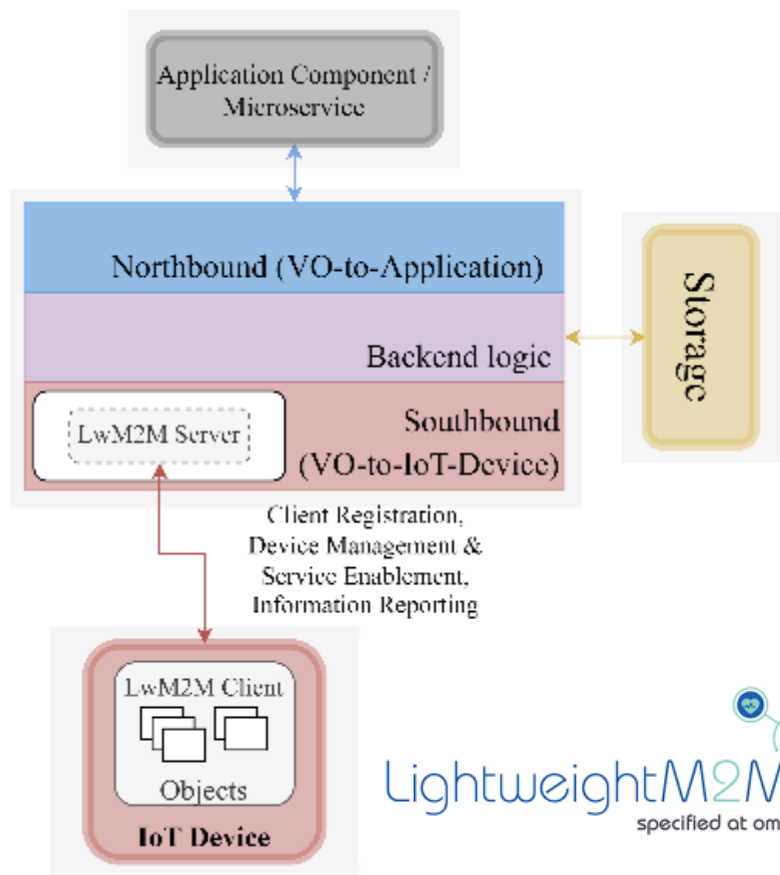 Application Component /
Microservice
Northbound (VO-to-Application)
Backend logic
Storage
LwM2M Server
Southbound
(VO-to-IoT-Device)
Client Registration,
Device Management &
Service Enablement,
Information Reporting
LwM2M Client
Objects
IoT Device
LightweightM2M
specified at om